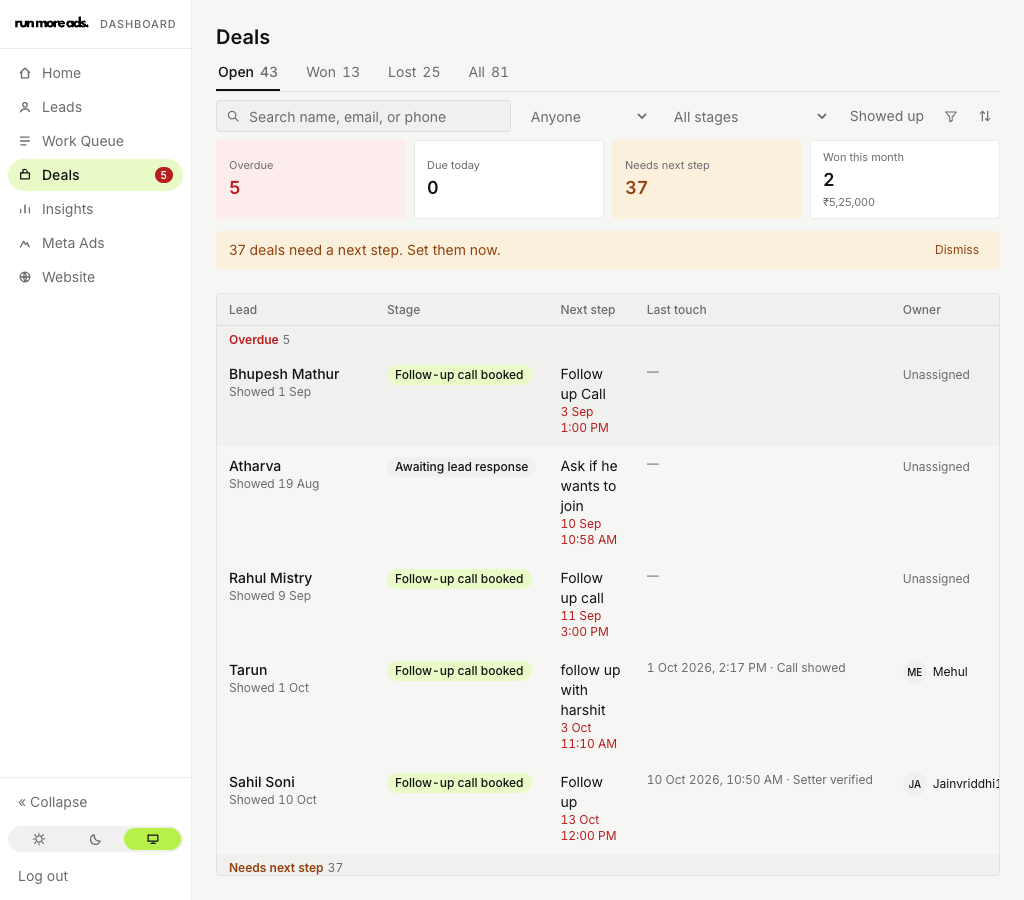 run more ads. DASHBOARD
Home
Leads
Work Queue
Deals 5
Insights
Meta Ads
Website
« Collapse
Log out
Deals
Open 43 Won 13 Lost 25 All 81
Search name, email, or phone Anyone All stages Showed up
Overdue
5
Due today
0
Needs next step
37
Won this month
2
₹5,25,000
37 deals need a next step. Set them now. Dismiss
Lead Stage Next step Last touch Owner
Overdue 5
Bhupesh Mathur
Showed 1 Sep
Follow-up call booked
Follow
up Call
3 Sep
1:00 PM
—
Unassigned
Atharva
Showed 19 Aug
Awaiting lead response
Ask if he
wants to
join
10 Sep
10:58 AM
—
Unassigned
Rahul Mistry
Showed 9 Sep
Follow-up call booked
Follow
up call
11 Sep
3:00 PM
—
Unassigned
Tarun
Showed 1 Oct
Follow-up call booked
follow up
with
harshit
3 Oct
11:10 AM
1 Oct 2026, 2:17 PM · Call showed
ME Mehul
Sahil Soni
Showed 10 Oct
Follow-up call booked
Follow
up
13 Oct
12:00 PM
10 Oct 2026, 10:50 AM · Setter verified
JA Jainvriddhi1
Needs next step 37